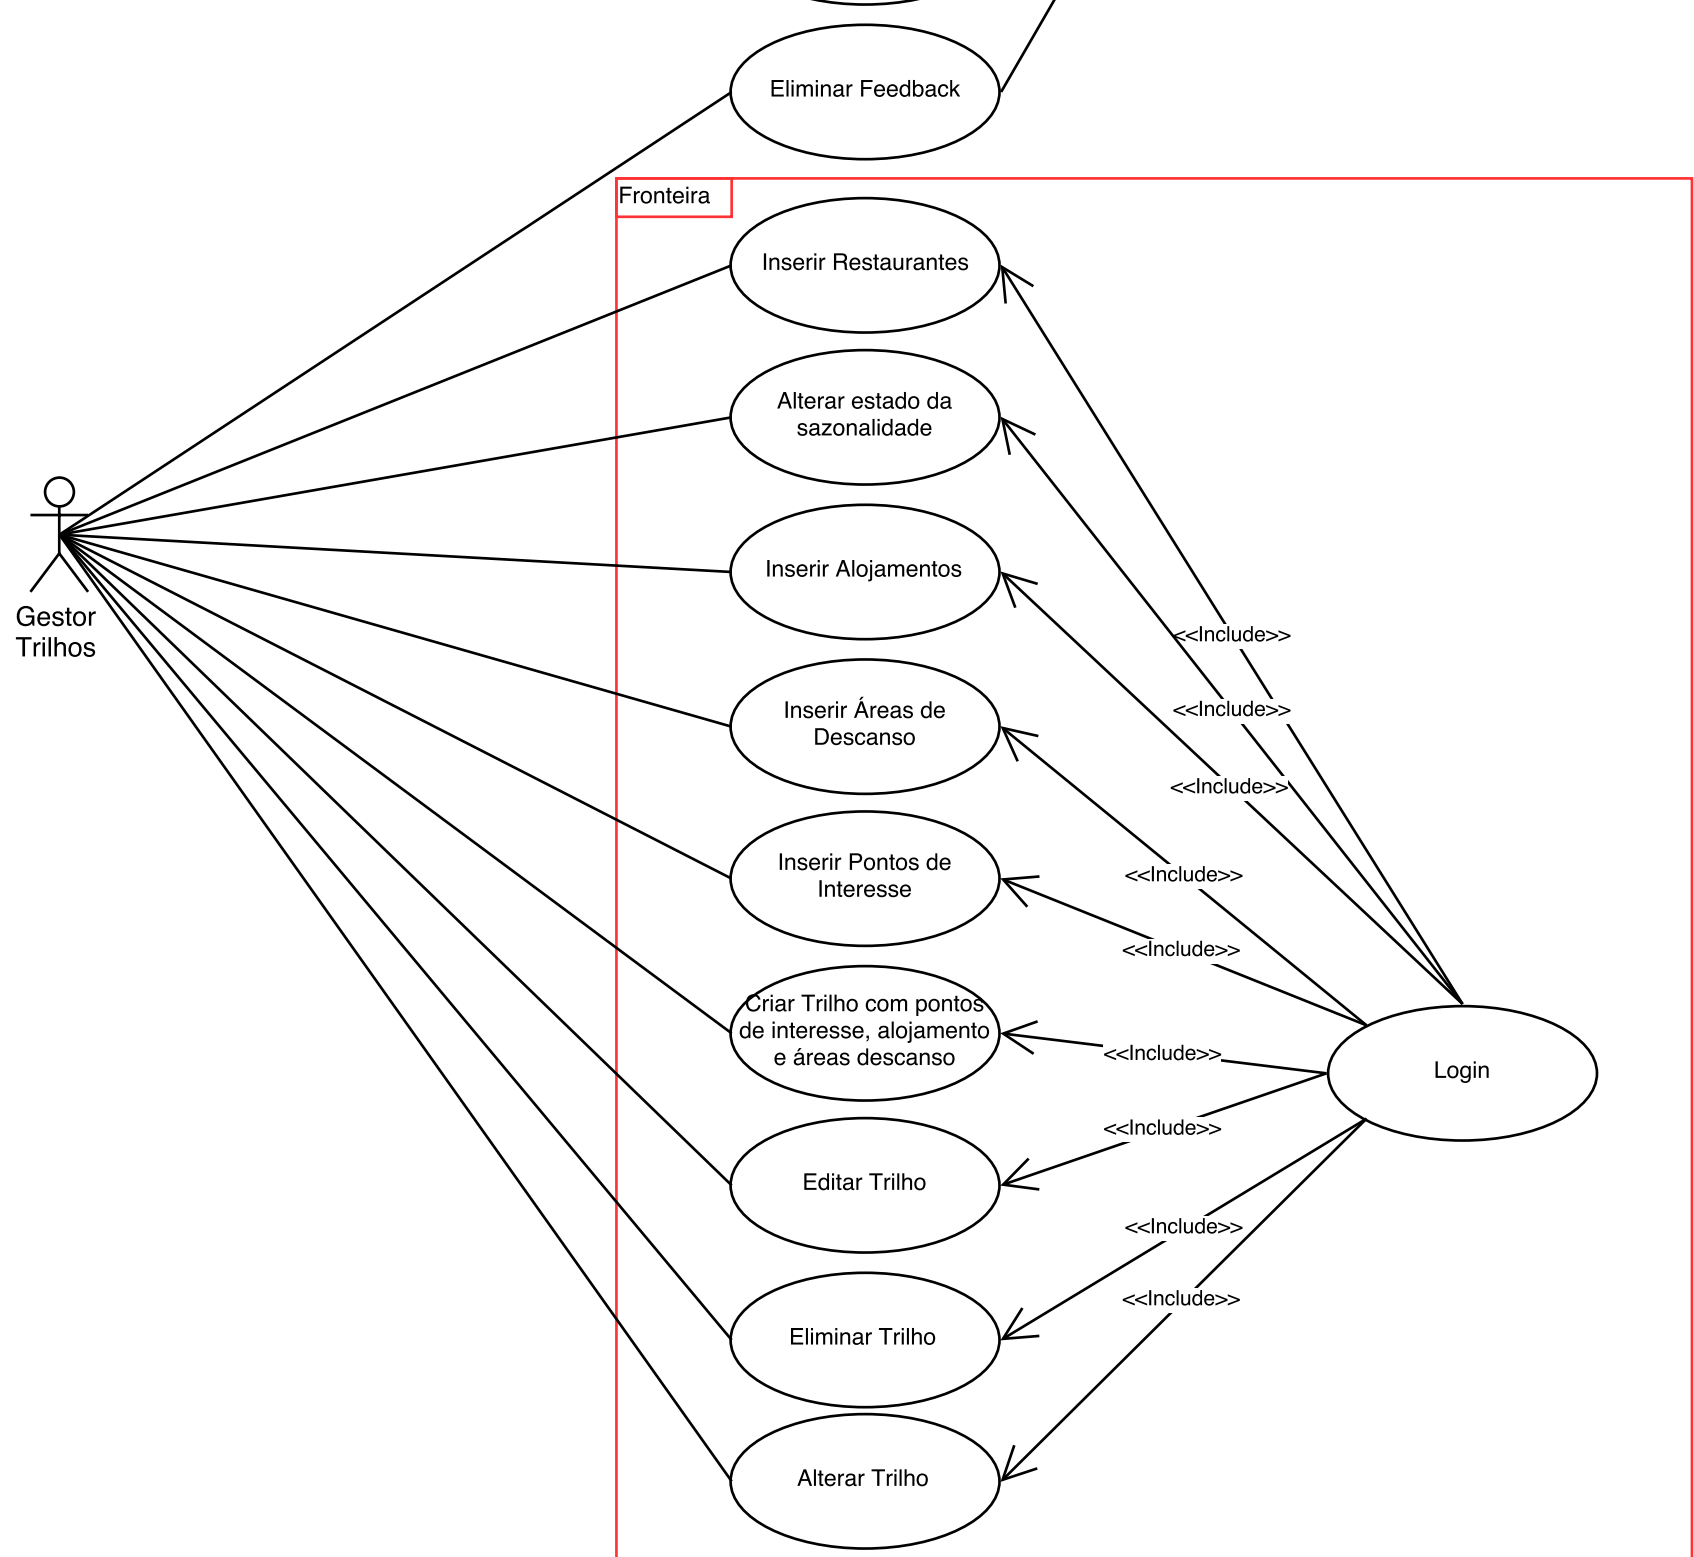 Eliminar Feedback
Fronteira
Inserir Restaurantes
Alterar estado da
sazonalidade
Inserir Alojamentos
Gestor
Trilhos
<<Include>>
Inserir Áreas de
Descanso
<<Include>>
<<Include>>
Inserir Pontos de
Interesse
<<Include>>
<<Include>>
Criar Trilho com pontos
de interesse, alojamento
e áreas descanso
<<Include>>
Login
<<Include>>
Editar Trilho
<<Include>>
<<Include>>
Eliminar Trilho
Alterar Trilho